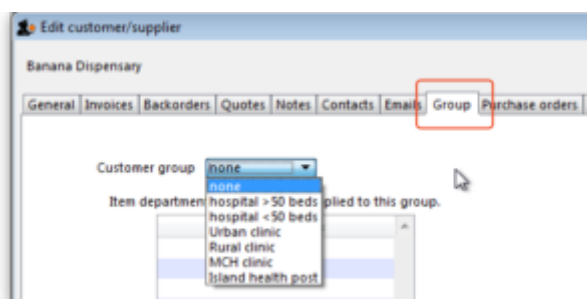 Edit customer/supplier
Banana Dispensary
General Invoices Backorders Quotes Notes Contacts Emails Group Purchase orders
Customer group none
none
Item departmen plied to this group.
hospital >50 beds
hospital <50 beds
Urban clinic
Rural clinic
MCH clinic
Island health post